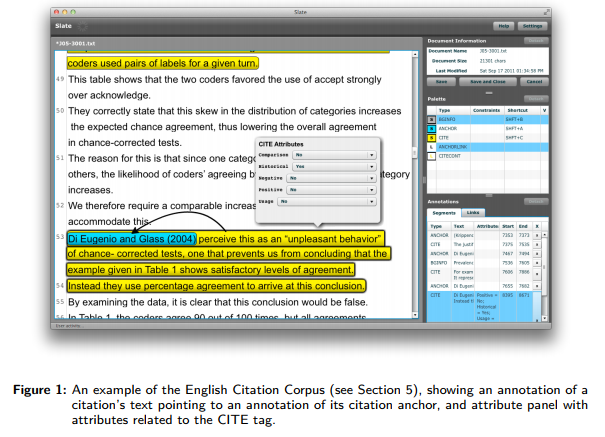 Slate
Slate
Help
Settings
*J05-3001.txt
coders used pairs of labels for a given turn.
49 This table shows that the two coders favored the use of accept strongly
over acknowledge.
50 They correctly state that this skew in the distribution of categories increases
the expected chance agreement, thus lowering the overall agreement
in chance-corrected tests.
51 The reason for this is that since one categ
others, the likelihood of coders' agreeing b
ategory
increases.
52 We therefore require a comparable increas
accommodate this.
53 Di Eugenio and Glass (2004) perceive this as an “unpleasant behavior”
of chance- corrected tests, one that prevents us from concluding that the
example given in Table 1 shows satisfactory levels of agreement.
54 Instead they use percentage agreement to arrive at this conclusion.
55 By examining the data, it is clear that this conclusion would be false.
56 In Table 1, the coders agree 90 out of 100 times, but all agreements
CITE Attributes
Comparison No
Historical Yes
Negative No
Positive No
Usage No
Document Information
Document Name J05-3001.txt
Document Size 21301 chars
Last Modified Sat Sep 17 2011 01:34:58 PM
Save
Save and Close
Cancel
Palette
Type Constraints Shortcut V
BGINFO SHFT+B
ANCHOR SHFT+A
CITE SHFT+C
L ANCHORLINK
CITECONT
Annotations
Segments Links
Type Text Attribute Start End X
ANCHOR (Krippend 7353 7373
CITE The justif 7375 7535
ANCHOR Di Eugeni 7467 7494
BGINFO Prevalenc 7536 7605
CITE For exam 7606 7886
ANCHOR Di Eugeni 7655 7682
CITE Di Eugeni Positive = 8395 8671
Instead t No;
Historical
= Yes;
Usage =
Figure 1: An example of the English Citation Corpus (see Section 5), showing an annotation of a
citation's text pointing to an annotation of its citation anchor, and attribute panel with
attributes related to the CITE tag.